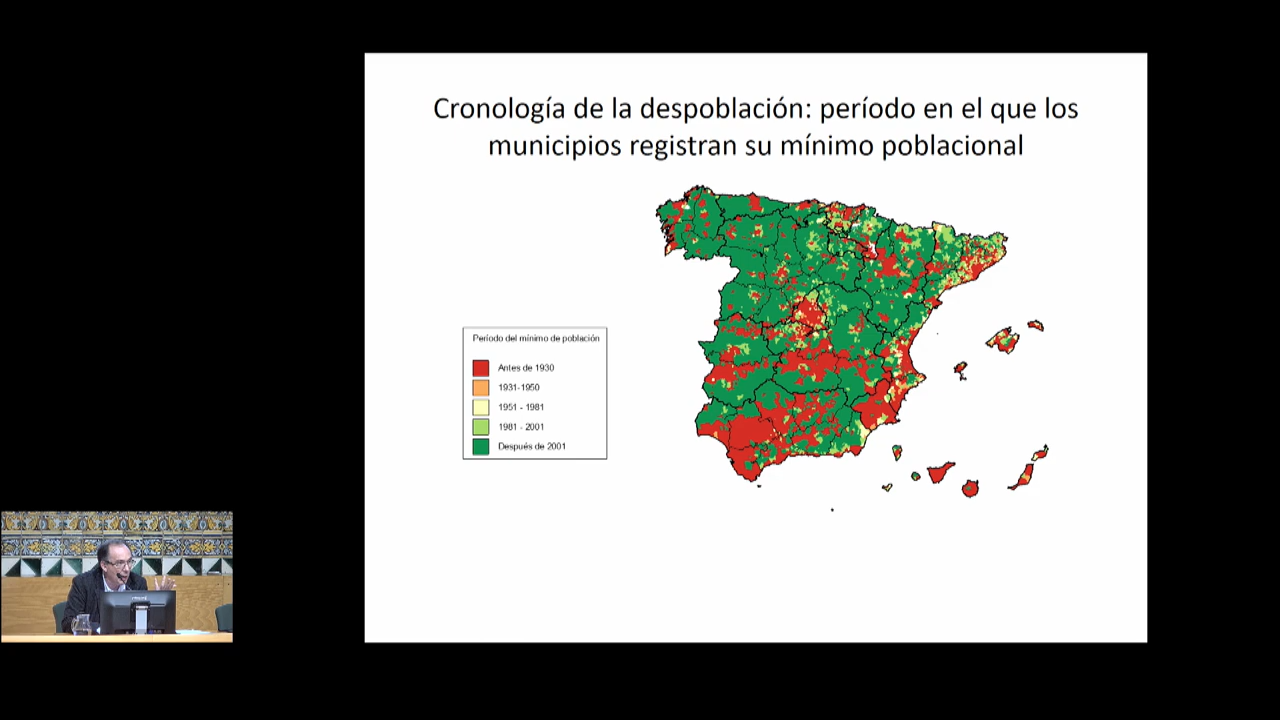 Cronología de la despoblación: período en el que los
municipios registran su mínimo poblacional
Período del mínimo de población
Antes de 1930
1931-1950
1951 - 1981
1981 - 2001
Después de 2001